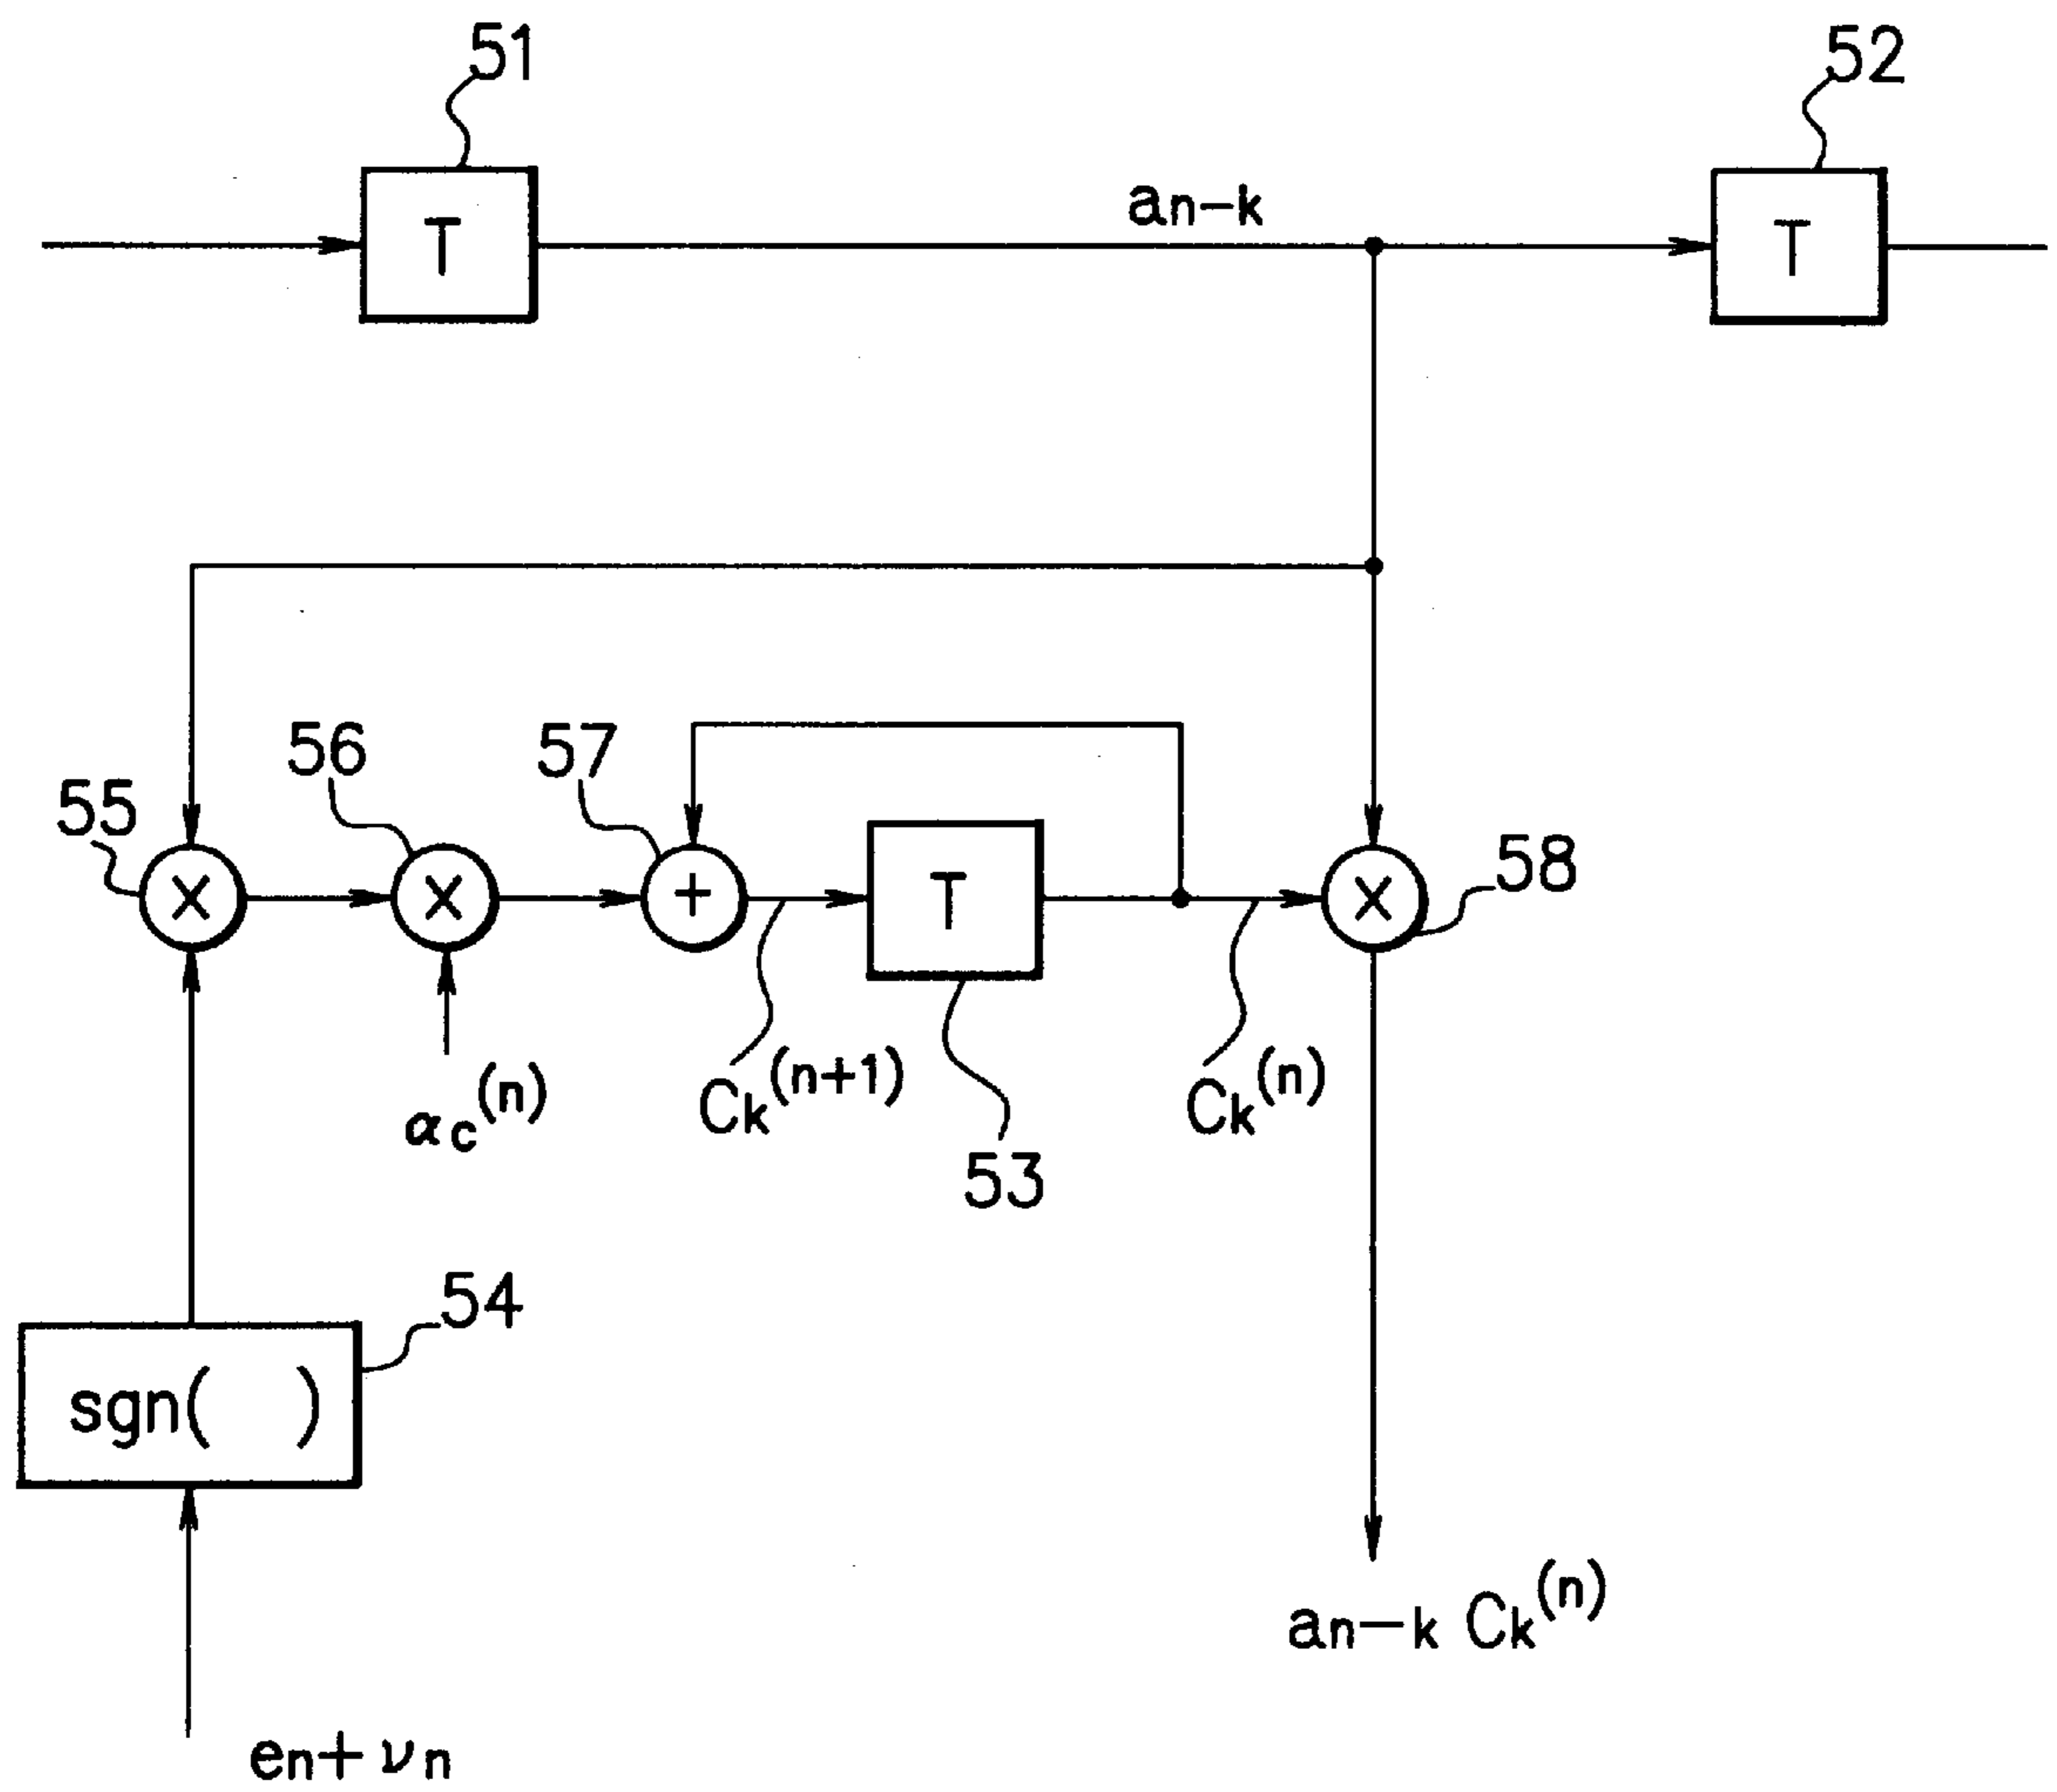 51
52
T
an-k
T
56
57
55
58
×
×
+
T
×
αc(n)
Ck(n+1)
Ck(n)
53
54
sgn( )
an-k Ck(n)
en+νn